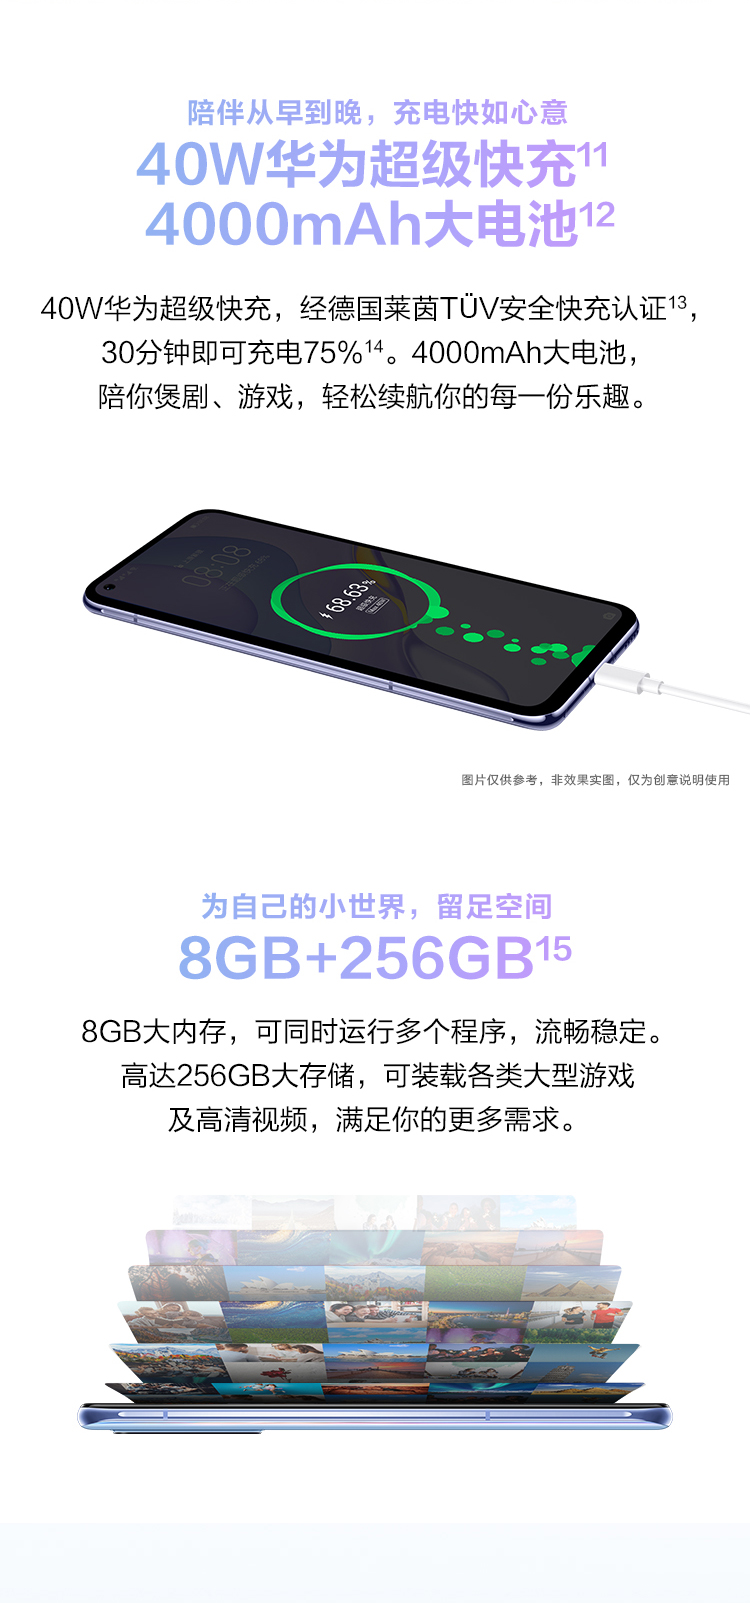 陪伴从早到晚，充电快如心意
40W华为超级快充11
4000mAh大电池12
40W华为超级快充，经德国莱茵TÜV安全快充认证13，
30分钟即可充电75%14。4000mAh大电池，
陪你煲剧、游戏，轻松续航你的每一份乐趣。
08:08
68.63%
超级快充
图片仅供参考，非效果实图，仅为创意说明使用
为自己的小世界，留足空间
8GB+256GB15
8GB大内存，可同时运行多个程序，流畅稳定。
高达256GB大存储，可装载各类大型游戏
及高清视频，满足你的更多需求。